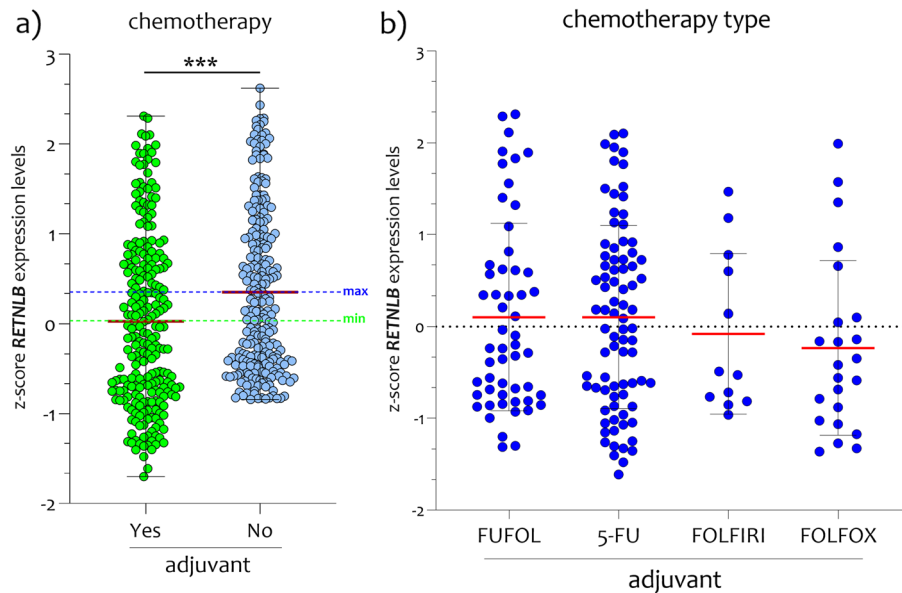 a)
chemotherapy
z-score RETNLB expression levels
3
2
1
0
-1
-2
***
max
min
Yes No
adjuvant
b)
chemotherapy type
z-score RETNLB expression levels
3
2
1
0
-1
-2
FUFOL 5-FU FOLFIRI FOLFOX
adjuvant